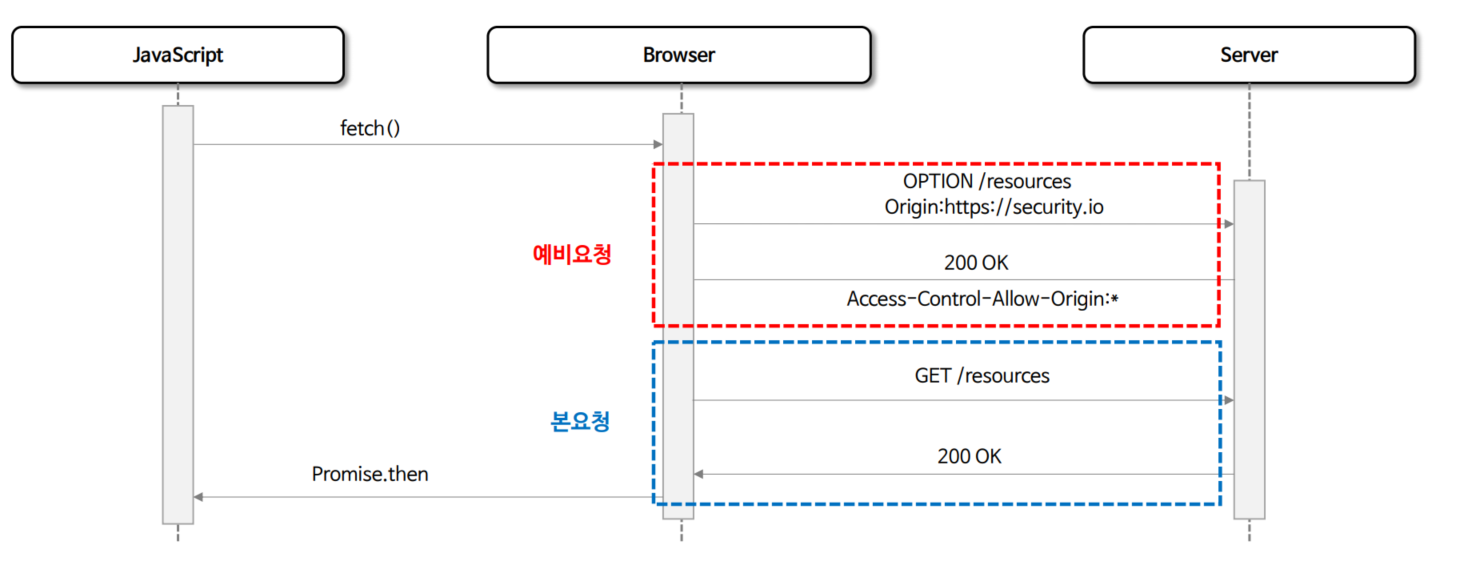 JavaScript
Browser
Server
fetch()
OPTION /resources
Origin:https://security.io
예비요청
200 OK
Access-Control-Allow-Origin:*
GET /resources
본요청
200 OK
Promise.then